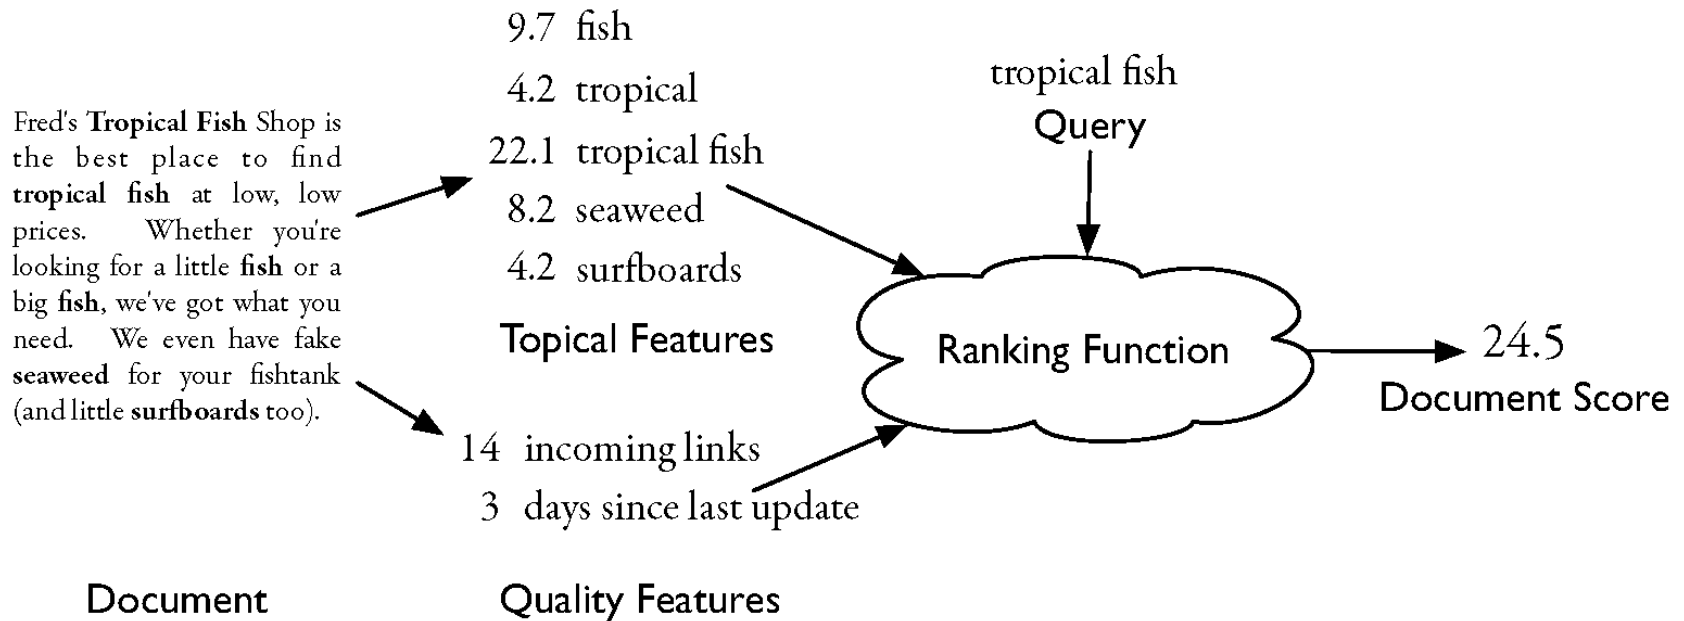 Fred's Tropical Fish Shop is
the best place to find
tropical fish at low, low
prices. Whether you're
looking for a little fish or a
big fish, we've got what you
need. We even have fake
seaweed for your fishtank
(and little surfboards too).
Document
9.7 fish
4.2 tropical
22.1 tropical fish
8.2 seaweed
4.2 surfboards
Topical Features
14 incoming links
3 days since last update
Quality Features
tropical fish
Query
Ranking Function
24.5
Document Score